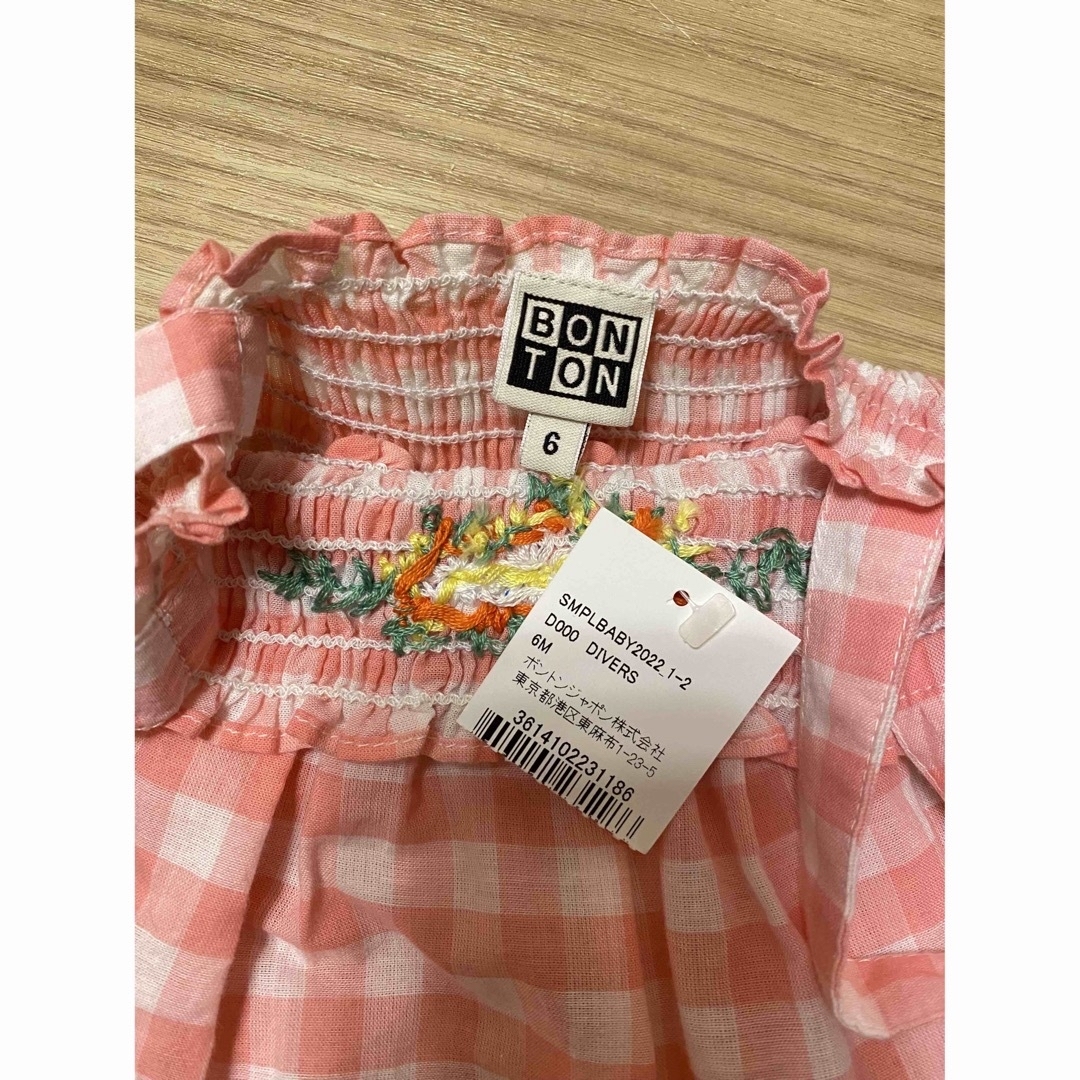 BON
TON
6
SMPLBABY2022_1-2
D000 DIVERS
6M
ボントンジャポン株式会社
東京都港区東麻布1-23-5
3614102231186